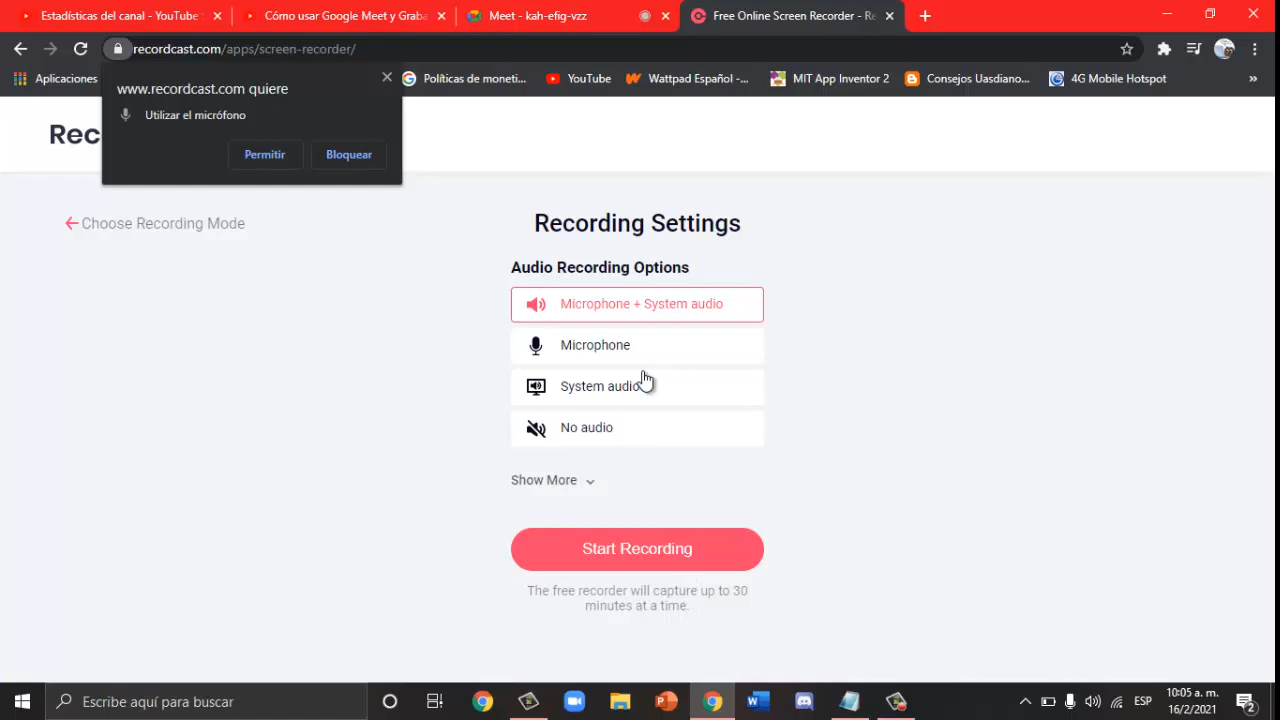 Estadísticas del canal - YouTube
Cómo usar Google Meet y Graba
Meet - kah-efig-vzz
Free Online Screen Recorder - Re
recordcast.com/apps/screen-recorder/
Aplicaciones
Políticas de moneti...
YouTube
Wattpad Español -...
MIT App Inventor 2
Consejos Uasdiano...
4G Mobile Hotspot
»
www.recordcast.com quiere
Utilizar el micrófono
Permitir
Bloquear
Rec
Choose Recording Mode
Recording Settings
Audio Recording Options
Microphone + System audio
Microphone
System audio
No audio
Show More
Start Recording
The free recorder will capture up to 30
minutes at a time.
Escribe aquí para buscar
ESP
10:05 a. m.
16/2/2021
2